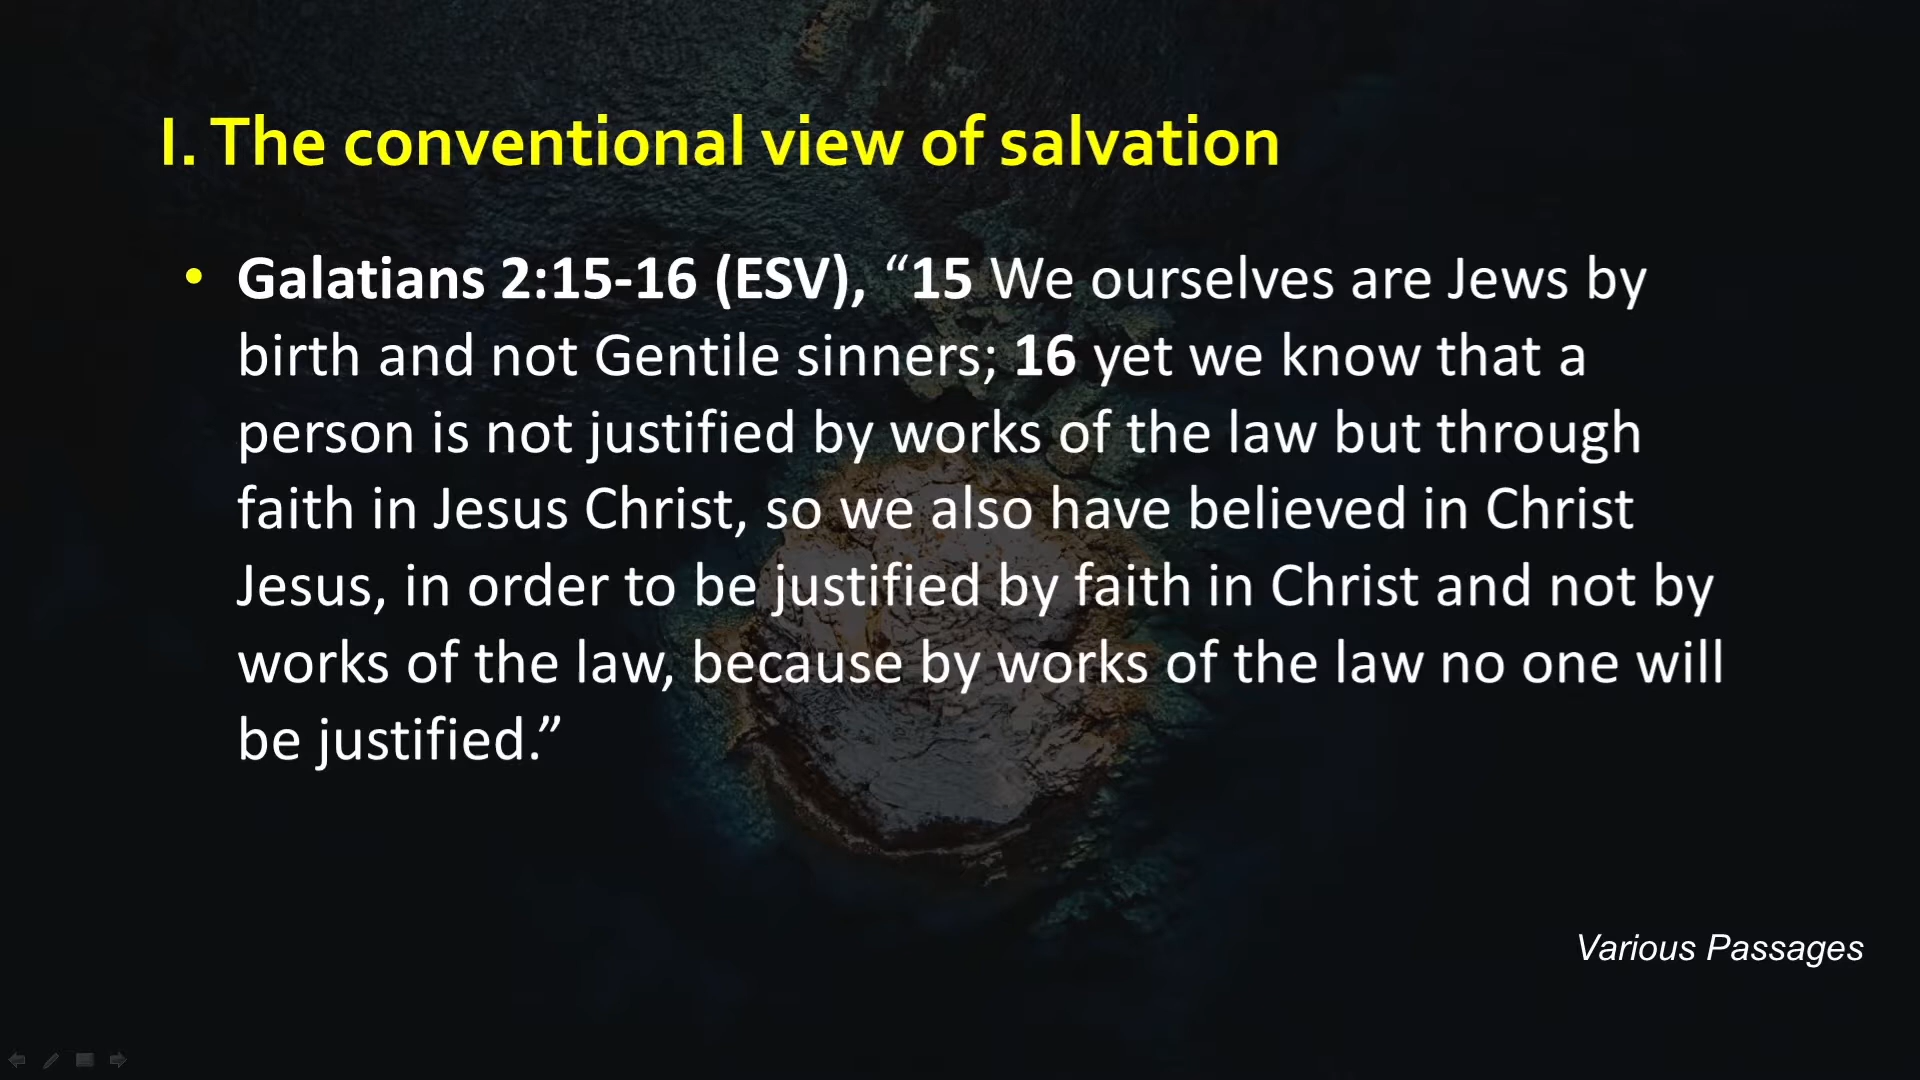 I. The conventional view of salvation
• Galatians 2:15-16 (ESV), “15 We ourselves are Jews by
birth and not Gentile sinners; 16 yet we know that a
person is not justified by works of the law but through
faith in Jesus Christ, so we also have believed in Christ
Jesus, in order to be justified by faith in Christ and not by
works of the law, because by works of the law no one will
be justified.”
Various Passages